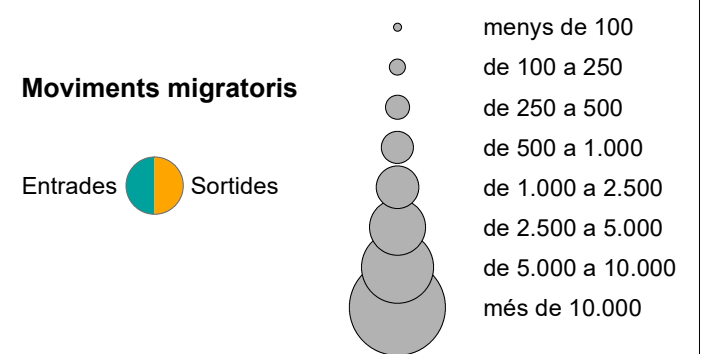 Moviments migratoris
Entrades
Sortides
menys de 100
de 100 a 250
de 250 a 500
de 500 a 1.000
de 1.000 a 2.500
de 2.500 a 5.000
de 5.000 a 10.000
més de 10.000